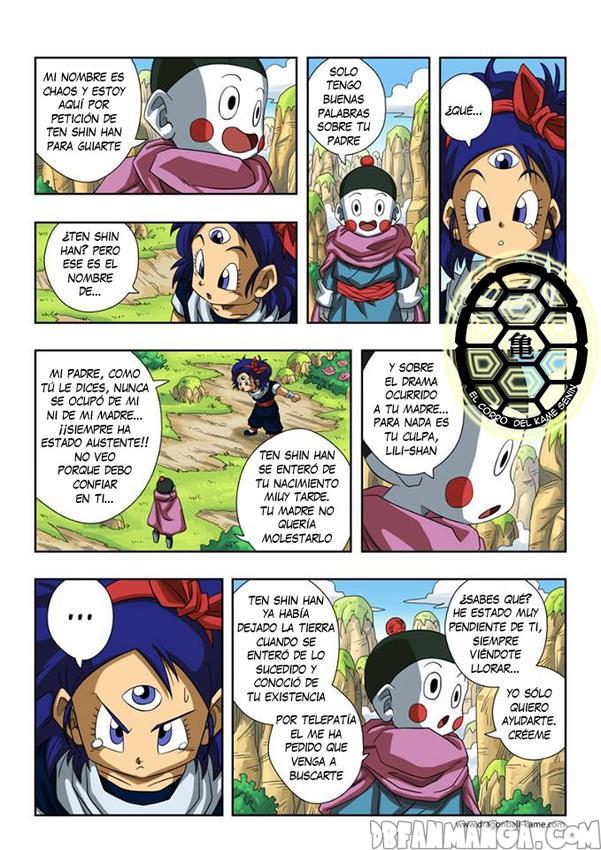 MI NOMBRE ES
CHAOS Y ESTOY
AQUÍ POR
PETICIÓN DE
TEN SHIN HAN
PARA GUIARTE
SOLO
TENGO
BUENAS
PALABRAS
SOBRE TU
PADRE
¿QUÉ...
¿TEN SHIN
HAN? PERO
ESE ES EL
NOMBRE
DE...
亀
EL CORRO DEL KAME SENIN
MI PADRE, COMO
TÚ LE DICES, NUNCA
SE OCUPÓ DE MI
NI DE MI MADRE...
¡¡SIEMPRE HA
ESTADO AUSTENTE!!
NO VEO
PORQUE DEBO
CONFIAR
EN TI...
TEN SHIN HAN
SE ENTERÓ DE
TU NACIMIENTO
MIUY TARDE.
TU MADRE NO
QUERÍA
MOLESTARLO
Y SOBRE
EL DRAMA
OCURRIDO
A TU MADRE...
PARA NADA ES
TU CULPA,
LILI-SHAN
...
TEN SHIN HAN
YA HABÍA
DEJADO LA TIERRA
CUANDO SE
ENTERÓ DE LO
SUCEDIDO Y
CONOCIÓ DE
TU EXISTENCIA
POR TELEPATÍA
EL ME HA
PEDIDO QUE
VENGA A
BUSCARTE
¿SABES QUÉ?
HE ESTADO MUY
PENDIENTE DE TI,
SIEMPRE
VIÉNDOTE
LLORAR...
YO SÓLO
QUIERO
AYUDARTE.
CRÉEME
www.dragonball-kame.com
DBFANMANGA.COM